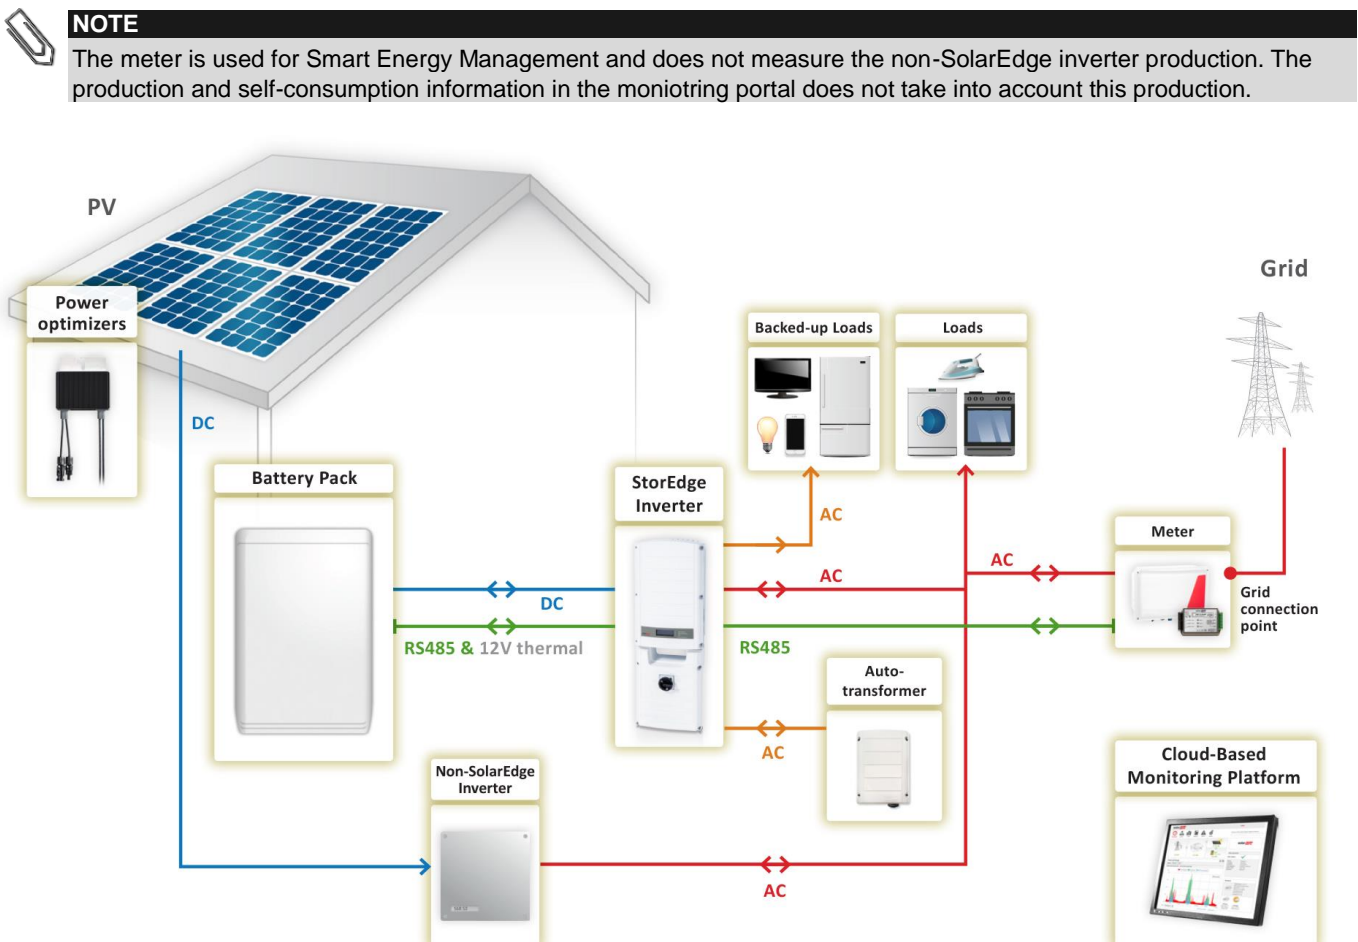 NOTE
The meter is used for Smart Energy Management and does not measure the non-SolarEdge inverter production. The
production and self-consumption information in the moniotring portal does not take into account this production.
PV
Grid
Power
optimizers
Backed-up Loads
Loads
DC
Battery Pack
StorEdge
Inverter
AC
Meter
AC
AC
DC
Grid
connection
point
RS485 & 12V thermal
RS485
Auto-
transformer
AC
Non-SolarEdge
Inverter
Cloud-Based
Monitoring Platform
AC